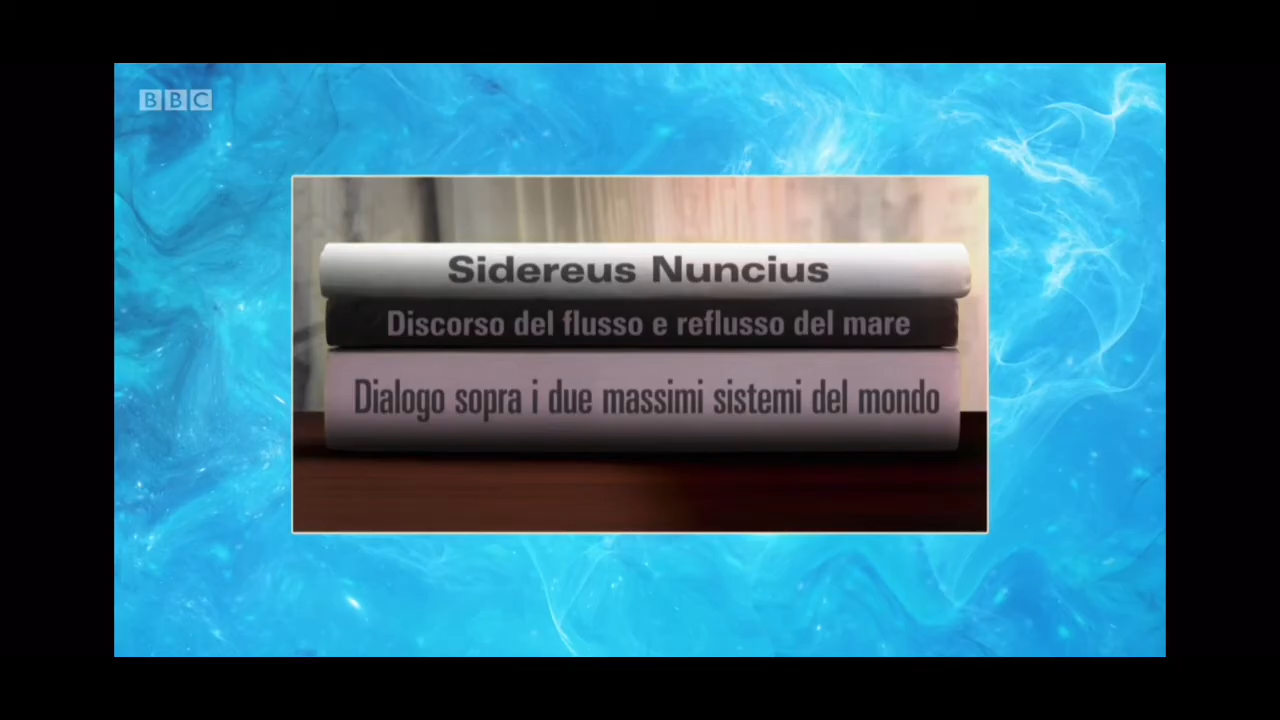 BBC
Sidereus Nuncius
Discorso del flusso e reflusso del mare
Dialogo sopra i due massimi sistemi del mondo